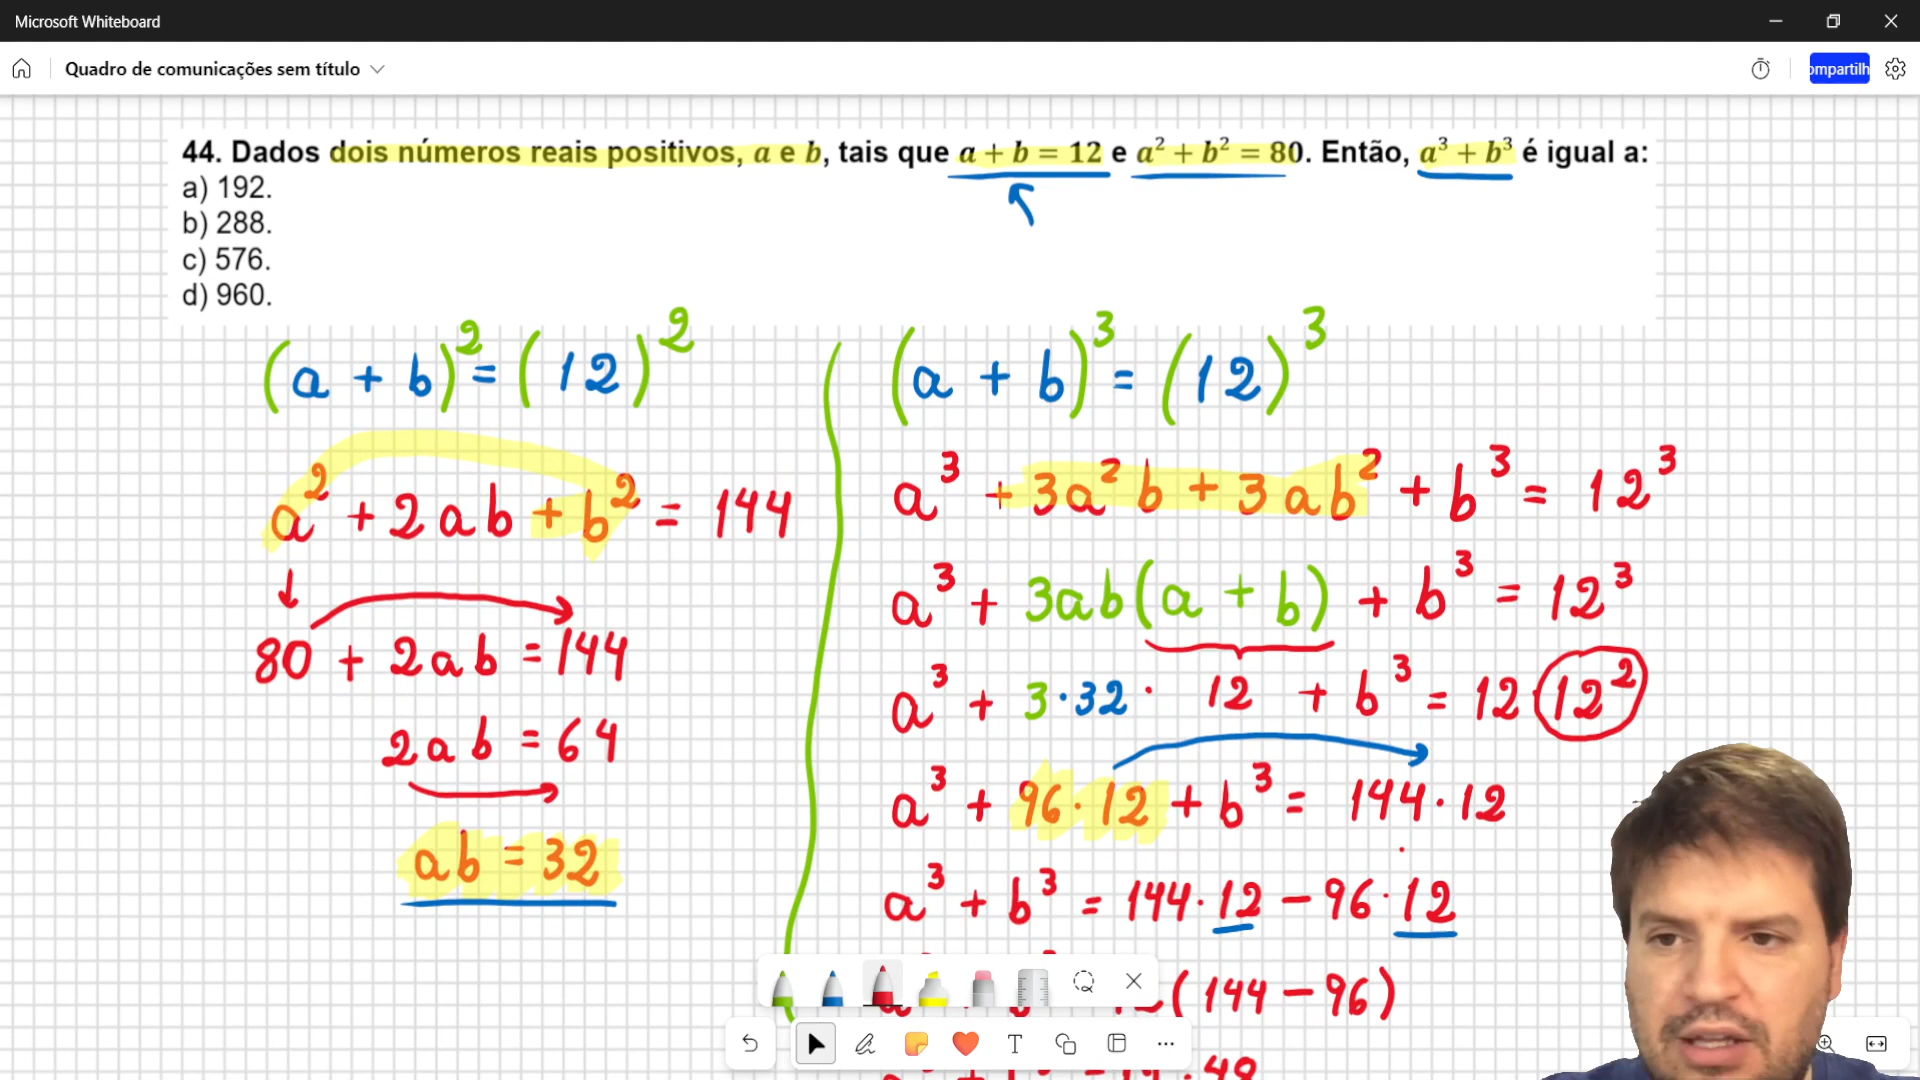 Microsoft Whiteboard
Quadro de comunicações sem título
ompartilh
44. Dados dois números reais positivos, a e b, tais que a + b = 12 e a² + b² = 80. Então, a³ + b³ é igual a:
a) 192.
b) 288.
c) 576.
d) 960.
(a + b)² = (12)²
a² + 2ab + b² = 144
80 + 2ab = 144
2ab = 64
ab = 32
(a + b)³ = (12)³
a³ + 3a²b + 3ab² + b³ = 12³
a³ + 3ab(a + b) + b³ = 12³
a³ + 3·32· 12 + b³ = 12·12²
a³ + 96·12 + b³ = 144·12
a³ + b³ = 144·12 − 96·12
(144 − 96)